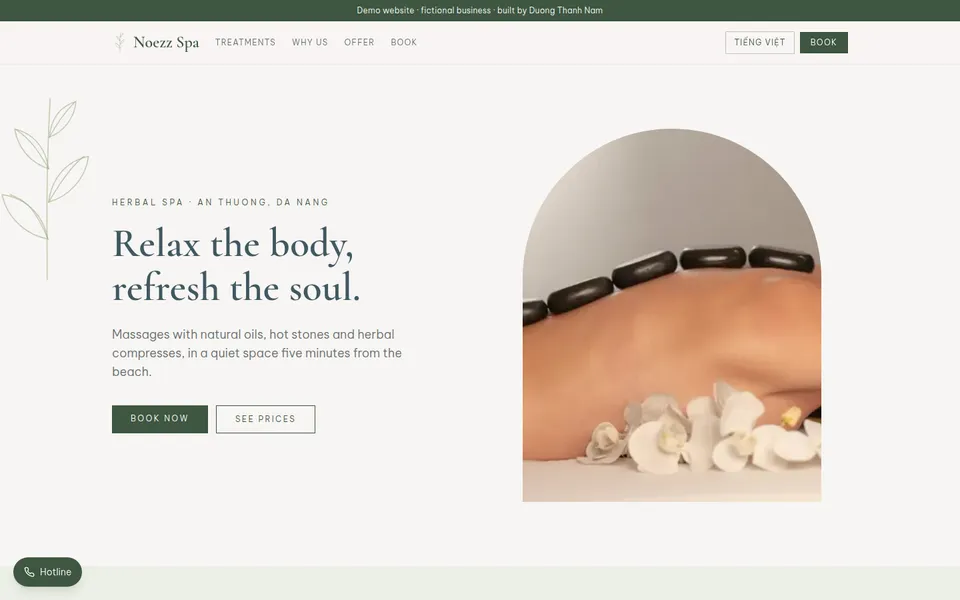 Demo website · fictional business · built by Duong Thanh Nam
Noezz Spa
TREATMENTS
WHY US
OFFER
BOOK
TIẾNG VIỆT
BOOK
HERBAL SPA · AN THUONG, DA NANG
Relax the body,
refresh the soul.
Massages with natural oils, hot stones and herbal
compresses, in a quiet space five minutes from the
beach.
BOOK NOW
SEE PRICES
Hotline